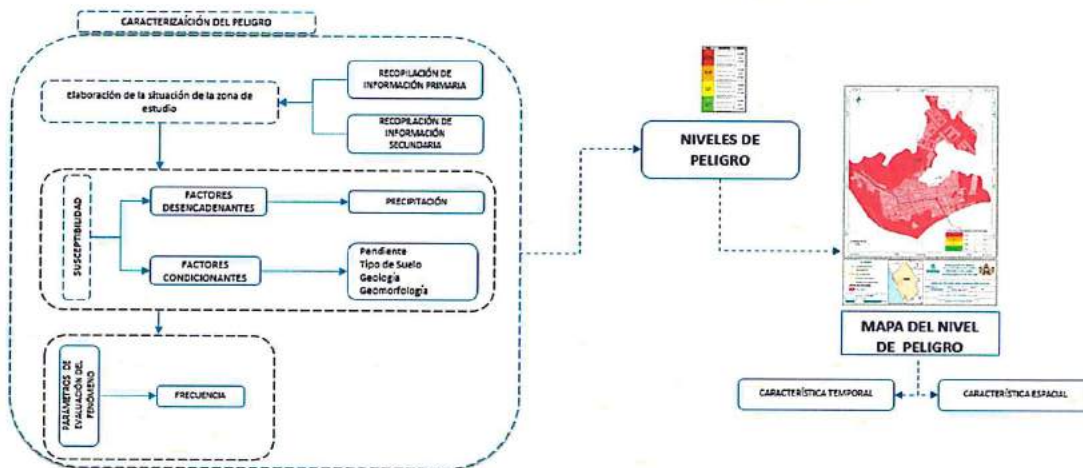 CARACTERIZAÍCIÓN DEL PELIGRO
Elaboración de la situación de la zona de
estudio
RECOPILACIÓN DE
INFORMACIÓN PRIMARIA
RECOPILACIÓN DE
INFORMACIÓN
SECUNDARIA
SUSCEPTIBILIDAD
FACTORES
DESENCADENANTES
PRECIPITACIÓN
FACTORES
CONDICIONANTES
Pendiente
Tipo de Suelo
Geología
Geomorfología
PARÁMETROS DE
EVALUACIÓN DEL
FENÓMENO
FRECUENCIA
NIVELES DE
PELIGRO
MAPA DEL NIVEL
DE PELIGRO
CARACTERÍSTICA TEMPORAL
CARACTERÍSTICA ESPACIAL